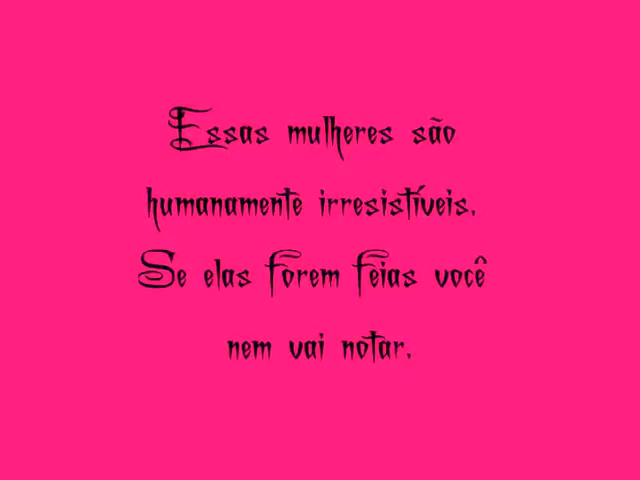 Essas mulheres são
humanamente irresistíveis.
Se elas forem feias você
nem vai notar.